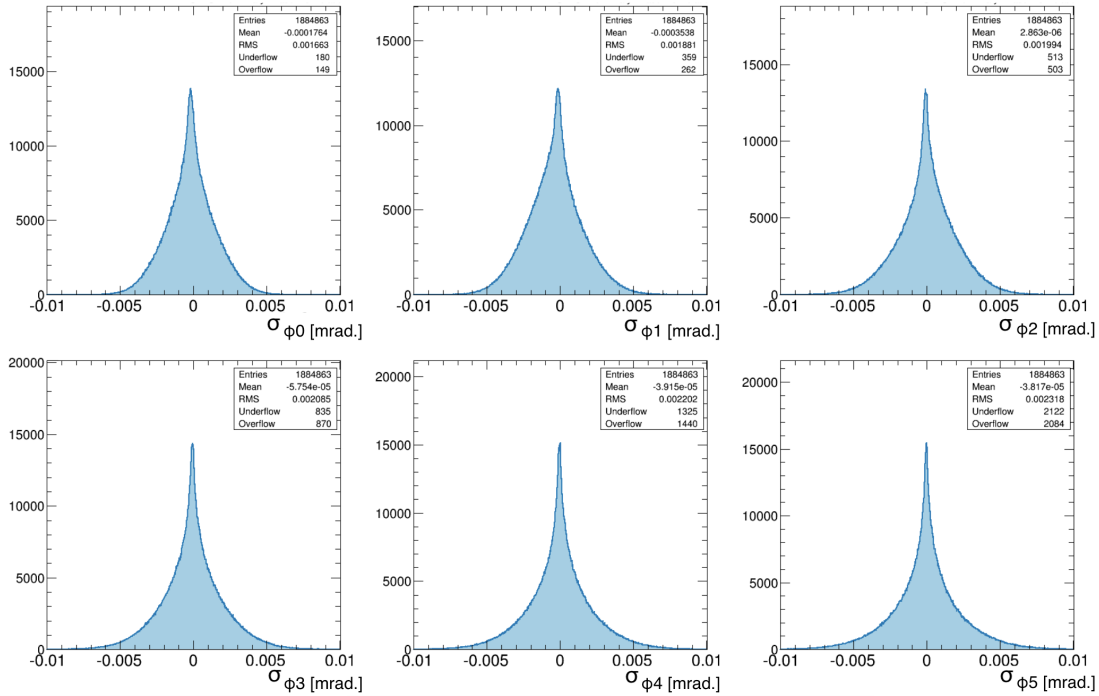 Entries 1884863
Mean -0.0001764
RMS 0.001663
Underflow 180
Overflow 149
15000
10000
5000
0
-0.01 -0.005 0 0.005 0.01
σϕ0 [mrad.]
Entries 1884863
Mean -0.0003538
RMS 0.001881
Underflow 359
Overflow 262
15000
10000
5000
0
-0.01 -0.005 0 0.005 0.01
σϕ1 [mrad.]
Entries 1884863
Mean 2.863e-06
RMS 0.001994
Underflow 513
Overflow 503
15000
10000
5000
0
-0.01 -0.005 0 0.005 0.01
σϕ2 [mrad.]
20000
Entries 1884863
Mean -5.754e-05
RMS 0.002085
Underflow 835
Overflow 870
15000
10000
5000
0
-0.01 -0.005 0 0.005 0.01
σϕ3 [mrad.]
20000
Entries 1884863
Mean -3.915e-05
RMS 0.002202
Underflow 1325
Overflow 1440
15000
10000
5000
0
-0.01 -0.005 0 0.005 0.01
σϕ4 [mrad.]
20000
Entries 1884863
Mean -3.817e-05
RMS 0.002318
Underflow 2122
Overflow 2084
15000
10000
5000
0
-0.01 -0.005 0 0.005 0.01
σϕ5 [mrad.]